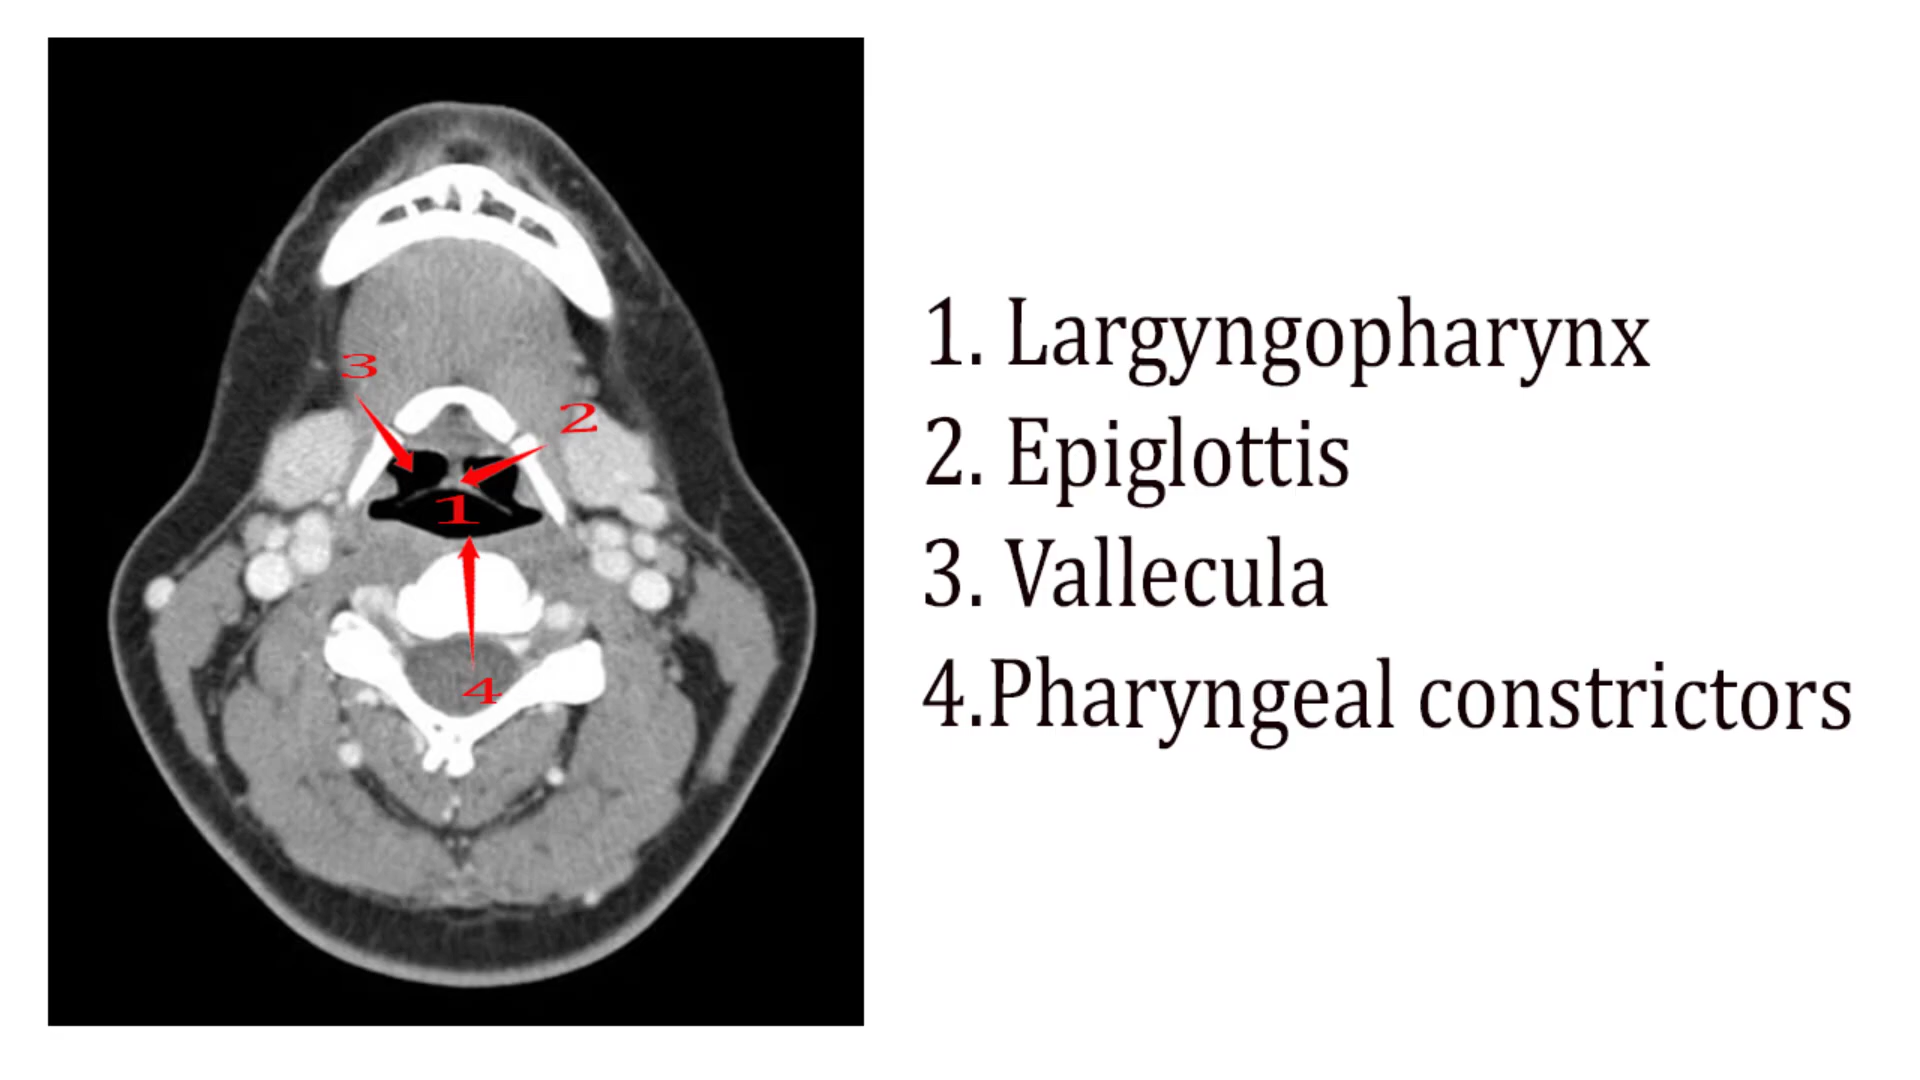 3
2
1
4
1. Largyngopharynx
2. Epiglottis
3. Vallecula
4.Pharyngeal constrictors